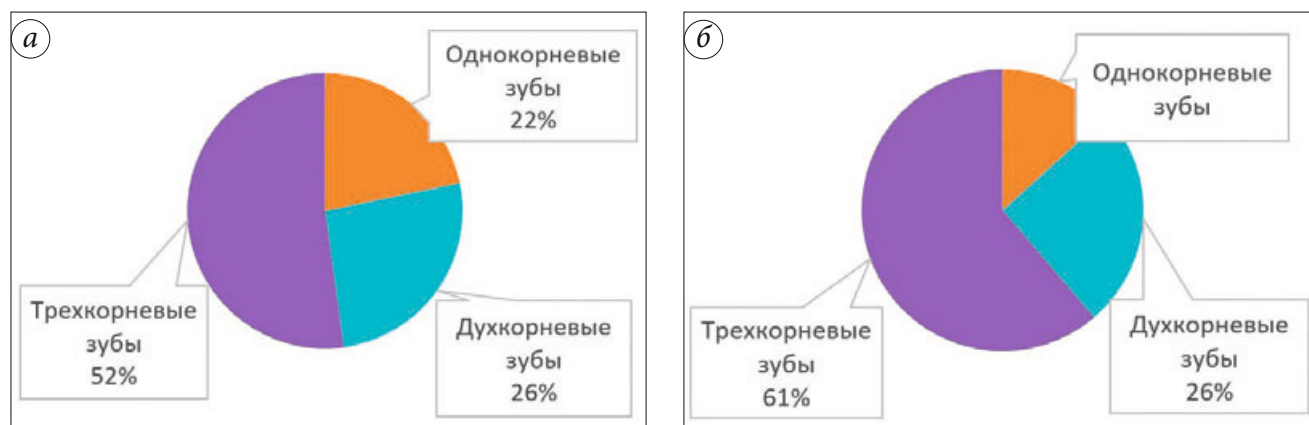 а
Однокорневые
зубы
22%
Трехкорневые
зубы
52%
Духкорневые
зубы
26%
б
Однокорневые
зубы
Трехкорневые
зубы
61%
Духкорневые
зубы
26%